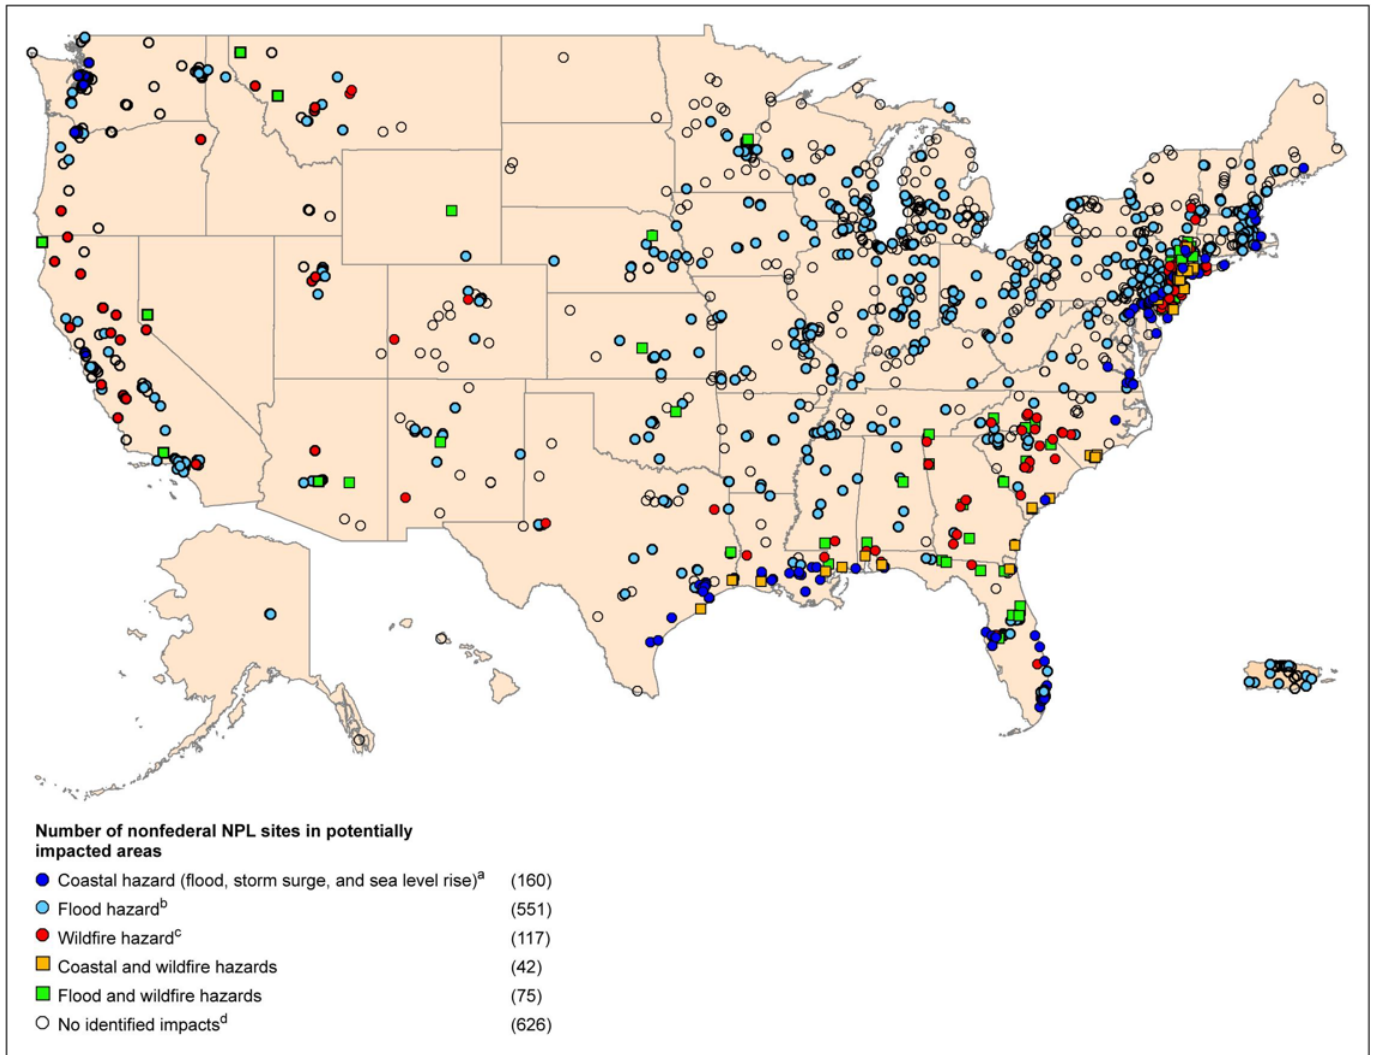 Number of nonfederal NPL sites in potentially
impacted areas
Coastal hazard (flood, storm surge, and sea level rise)a (160)
Flood hazardb (551)
Wildfire hazardc (117)
Coastal and wildfire hazards (42)
Flood and wildfire hazards (75)
No identified impactsd (626)